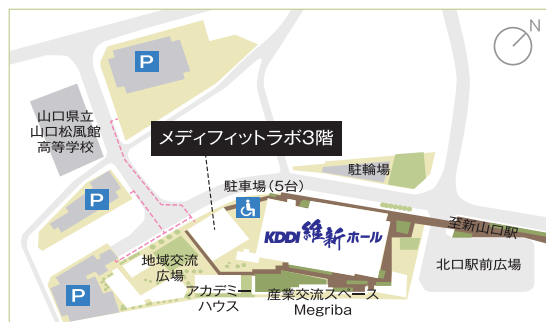 P
N
山口県立
山口松風館
高等学校
メディフィットラボ3階
駐輪場
駐車場(5台)
P
KDDI 維新ホール
至新山口駅
地域交流
広場
北口駅前広場
P
アカデミー
ハウス
産業交流スペース
Megriba